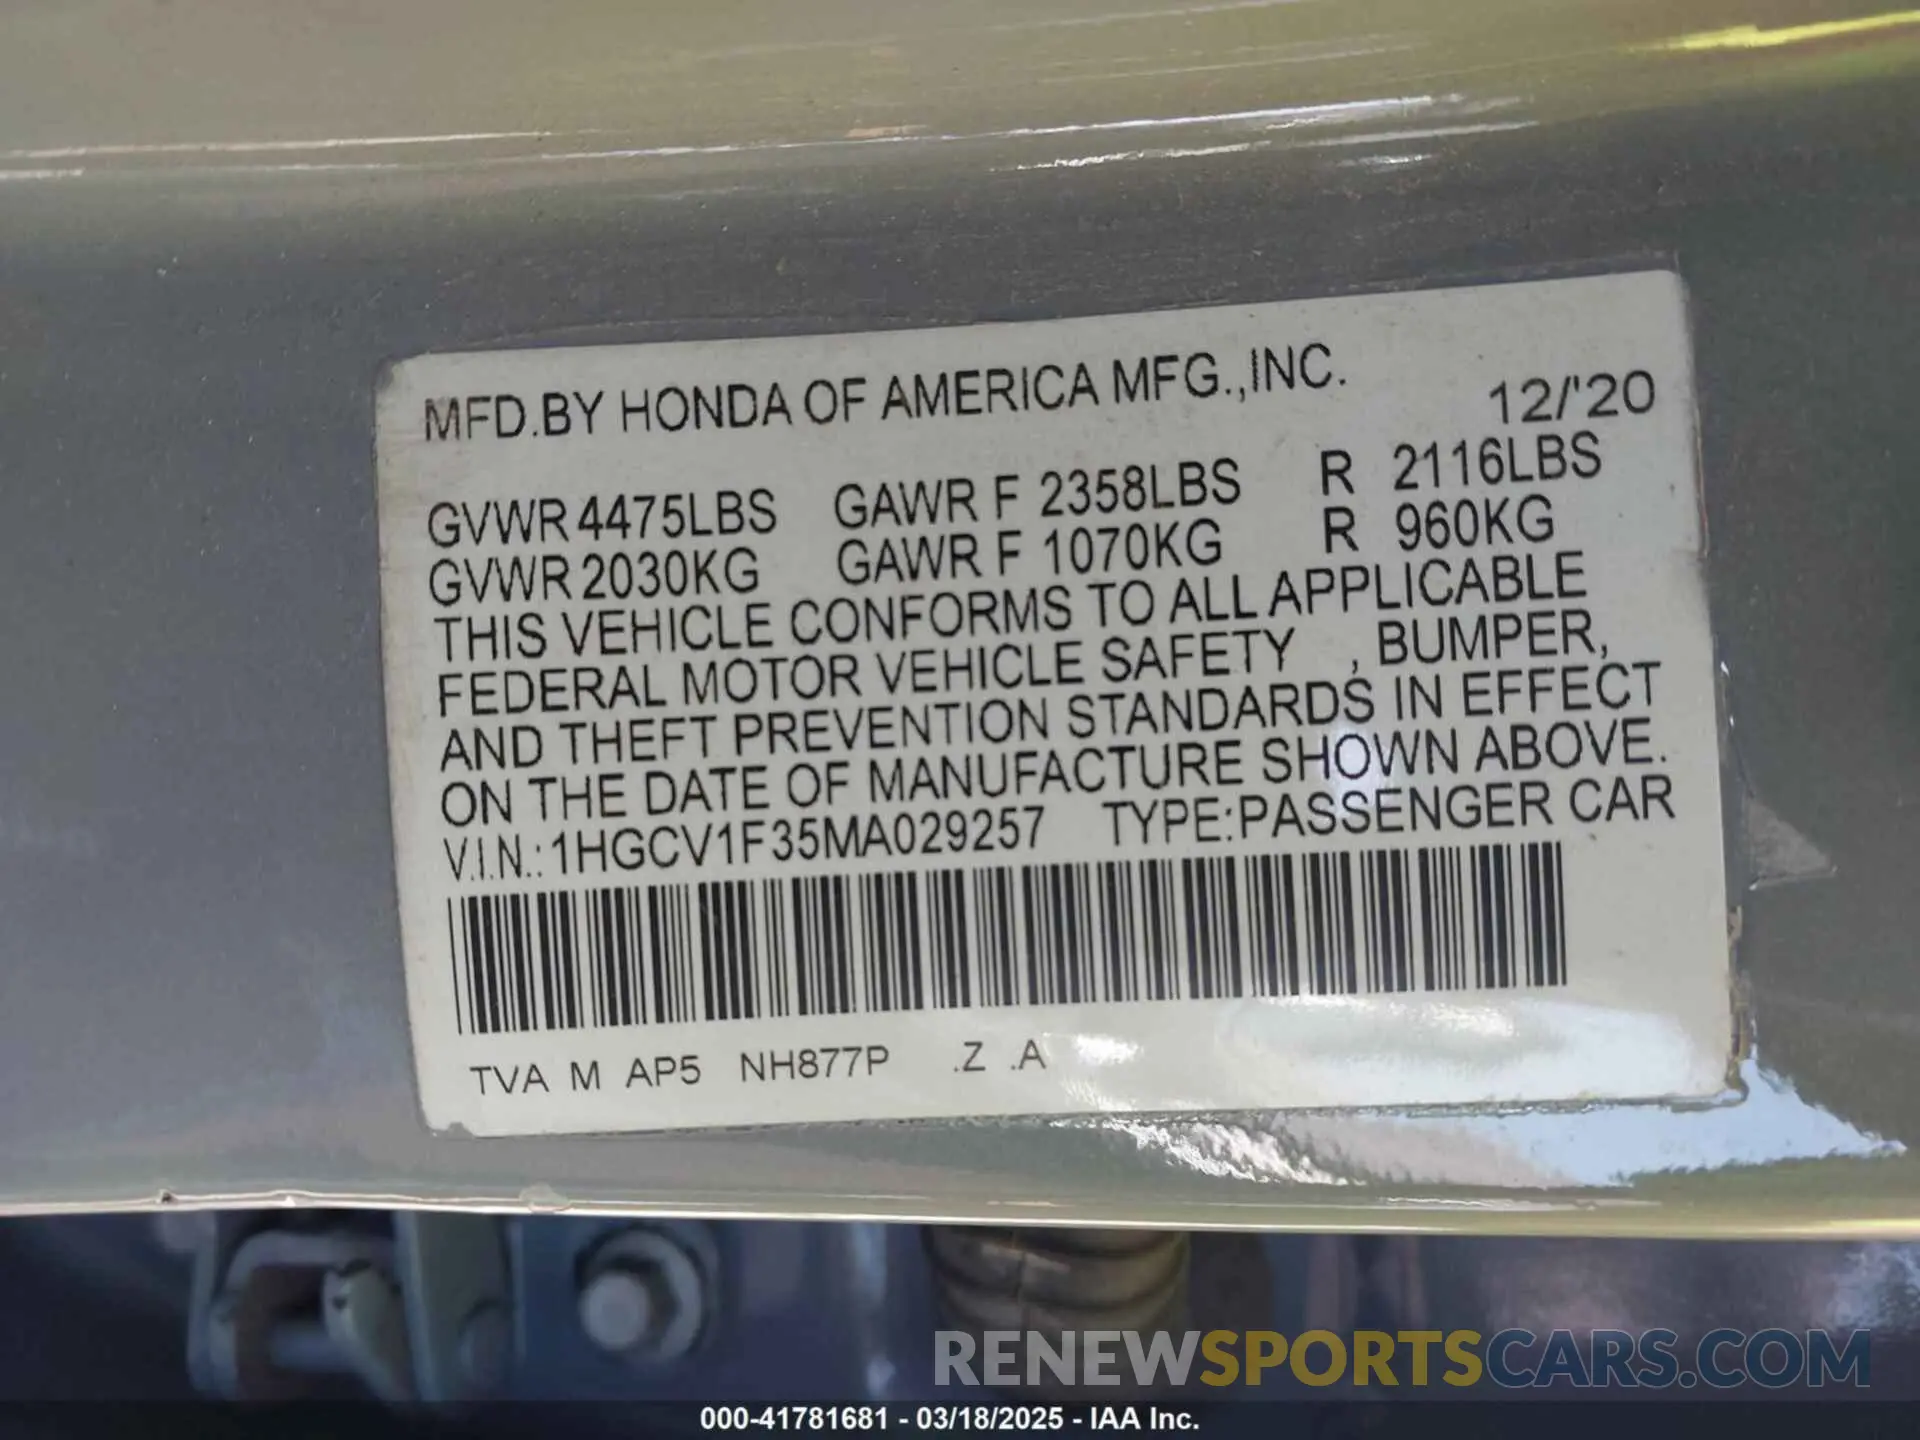 MFD.BY HONDA OF AMERICA MFG.,INC. 12/'20
GVWR 4475LBS GAWR F 2358LBS R 2116LBS
GVWR 2030KG GAWR F 1070KG R 960KG
THIS VEHICLE CONFORMS TO ALL APPLICABLE
FEDERAL MOTOR VEHICLE SAFETY , BUMPER,
AND THEFT PREVENTION STANDARDS IN EFFECT
ON THE DATE OF MANUFACTURE SHOWN ABOVE.
V.I.N.: 1HGCV1F35MA029257 TYPE:PASSENGER CAR
TVA M AP5 NH877P .Z .A
RENEWSPORTSCARS.COM
000-41781681 - 03/18/2025 - IAA Inc.